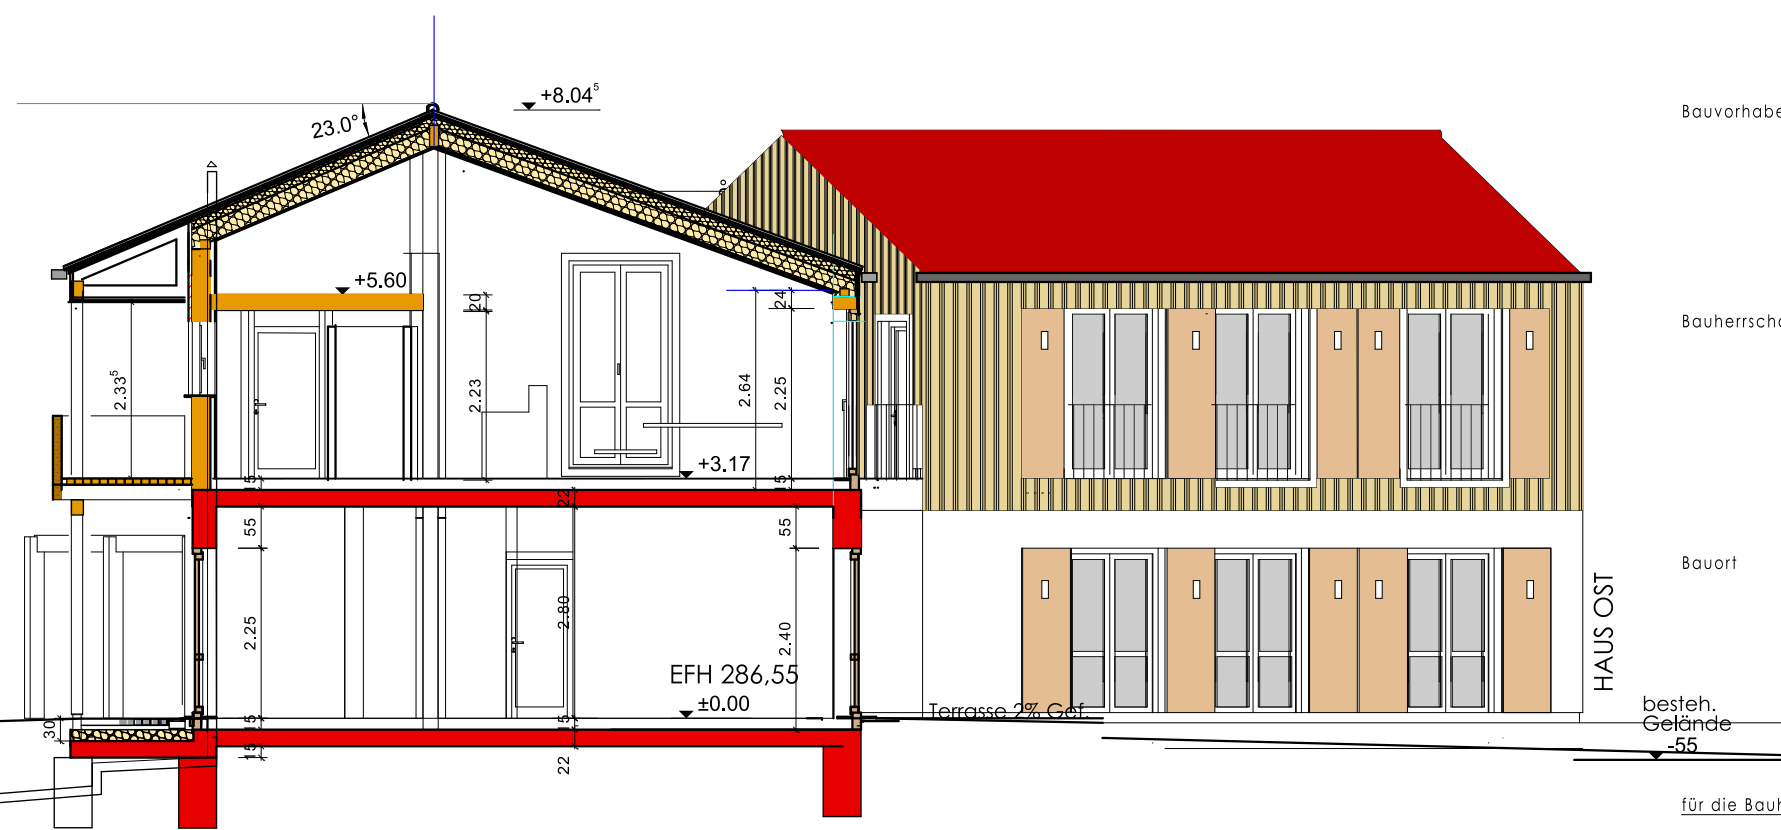 +8.04⁵
23.0°
Bauvorhabe
+5.60
20
24
Bauherrscha
2.33⁵
2.23
2.64
2.25
+3.17
15
15
22
55
55
Bauort
2.25
2.80
2.40
HAUS OST
EFH 286,55
±0.00
Terrasse 2% Gef.
besteh.
Gelände
-55
30
15
15
15
22
für die Bauh